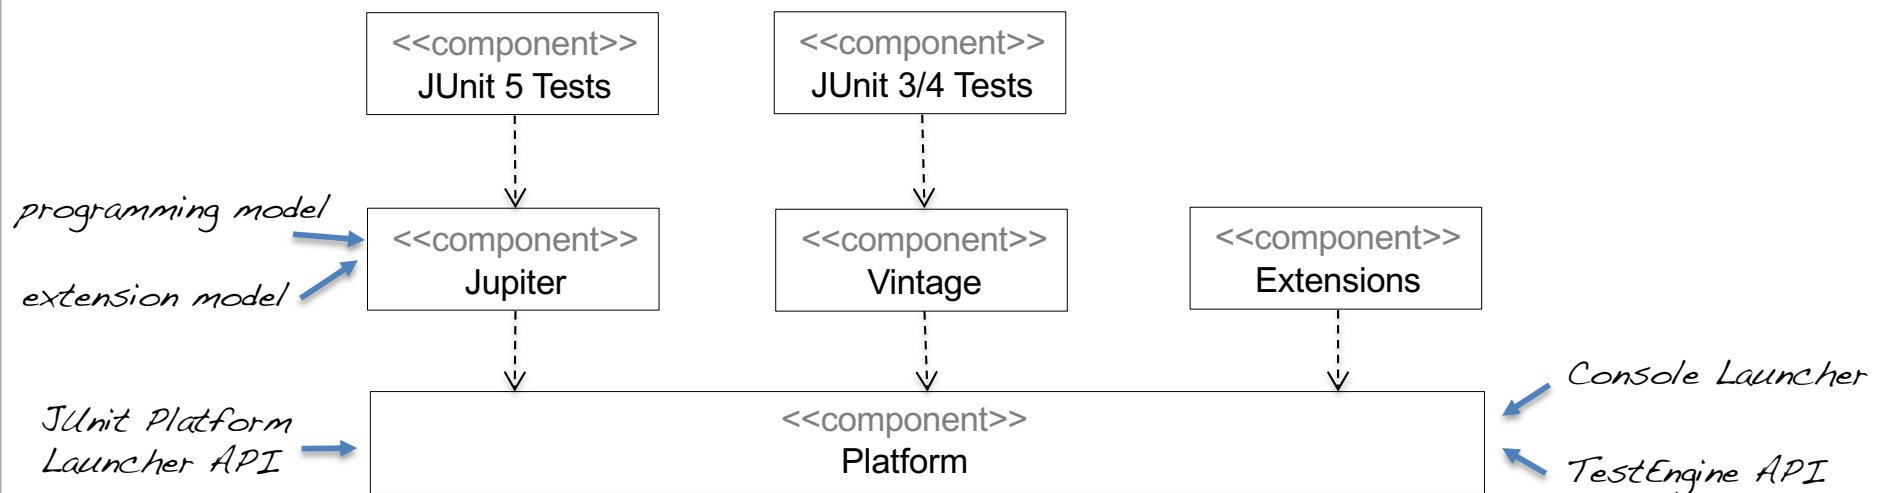 <<component>>
JUnit 5 Tests
<<component>>
JUnit 3/4 Tests
programming model
extension model
<<component>>
Jupiter
<<component>>
Vintage
<<component>>
Extensions
JUnit Platform
Launcher API
<<component>>
Platform
Console Launcher
TestEngine API